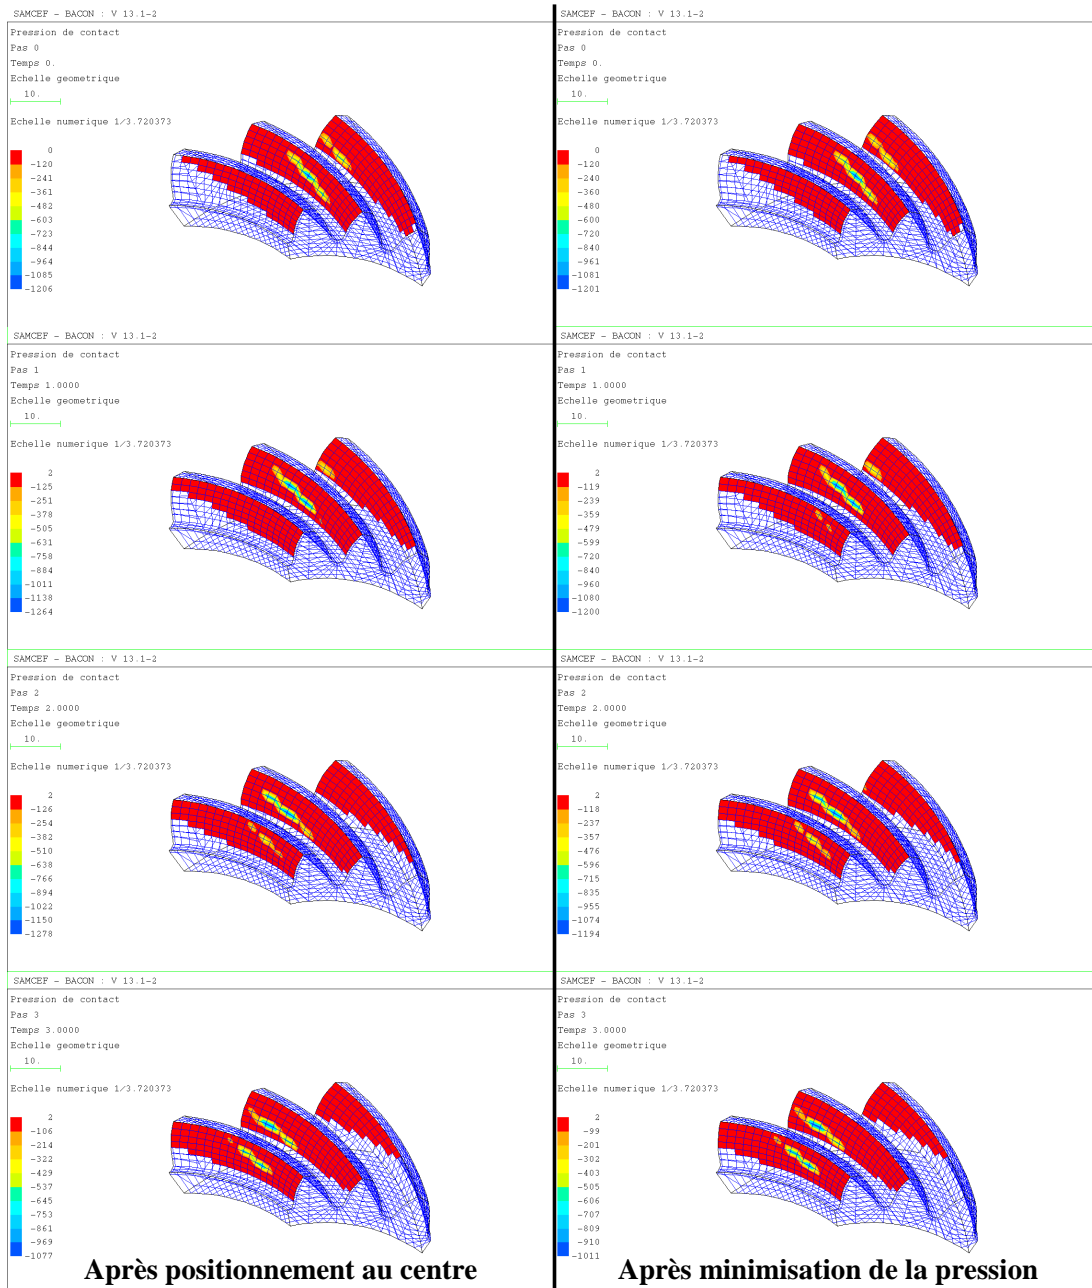 SAMCEF - BACON : V 13.1-2
Pression de contact
Pas 0
Temps 0.
Echelle geometrique
10.
Echelle numerique 1/3.720373
0
-120
-241
-361
-482
-603
-723
-844
-964
-1085
-1206
SAMCEF - BACON : V 13.1-2
Pression de contact
Pas 0
Temps 0.
Echelle geometrique
10.
Echelle numerique 1/3.720373
0
-120
-240
-360
-480
-600
-720
-840
-961
-1081
-1201
SAMCEF - BACON : V 13.1-2
Pression de contact
Pas 1
Temps 1.0000
Echelle geometrique
10.
Echelle numerique 1/3.720373
2
-125
-251
-378
-505
-631
-758
-884
-1011
-1138
-1264
SAMCEF - BACON : V 13.1-2
Pression de contact
Pas 1
Temps 1.0000
Echelle geometrique
10.
Echelle numerique 1/3.720373
2
-119
-239
-359
-479
-599
-720
-840
-960
-1080
-1200
SAMCEF - BACON : V 13.1-2
Pression de contact
Pas 2
Temps 2.0000
Echelle geometrique
10.
Echelle numerique 1/3.720373
2
-126
-254
-382
-510
-638
-766
-894
-1022
-1150
-1278
SAMCEF - BACON : V 13.1-2
Pression de contact
Pas 2
Temps 2.0000
Echelle geometrique
10.
Echelle numerique 1/3.720373
2
-118
-237
-357
-476
-596
-715
-835
-955
-1074
-1194
SAMCEF - BACON : V 13.1-2
Pression de contact
Pas 3
Temps 3.0000
Echelle geometrique
10.
Echelle numerique 1/3.720373
2
-106
-214
-322
-429
-537
-645
-753
-861
-969
-1077
SAMCEF - BACON : V 13.1-2
Pression de contact
Pas 3
Temps 3.0000
Echelle geometrique
10.
Echelle numerique 1/3.720373
2
-99
-201
-302
-403
-505
-606
-707
-809
-910
-1011
Après positionnement au centre
Après minimisation de la pression